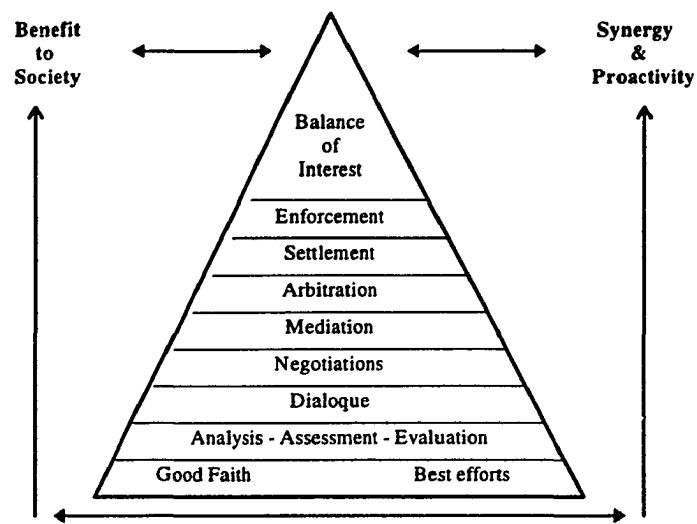 Benefit
to
Society
Synergy
&
Proactivity
Balance
of
Interest
Enforcement
Settlement
Arbitration
Mediation
Negotiations
Dialoque
Analysis - Assessment - Evaluation
Good Faith Best efforts